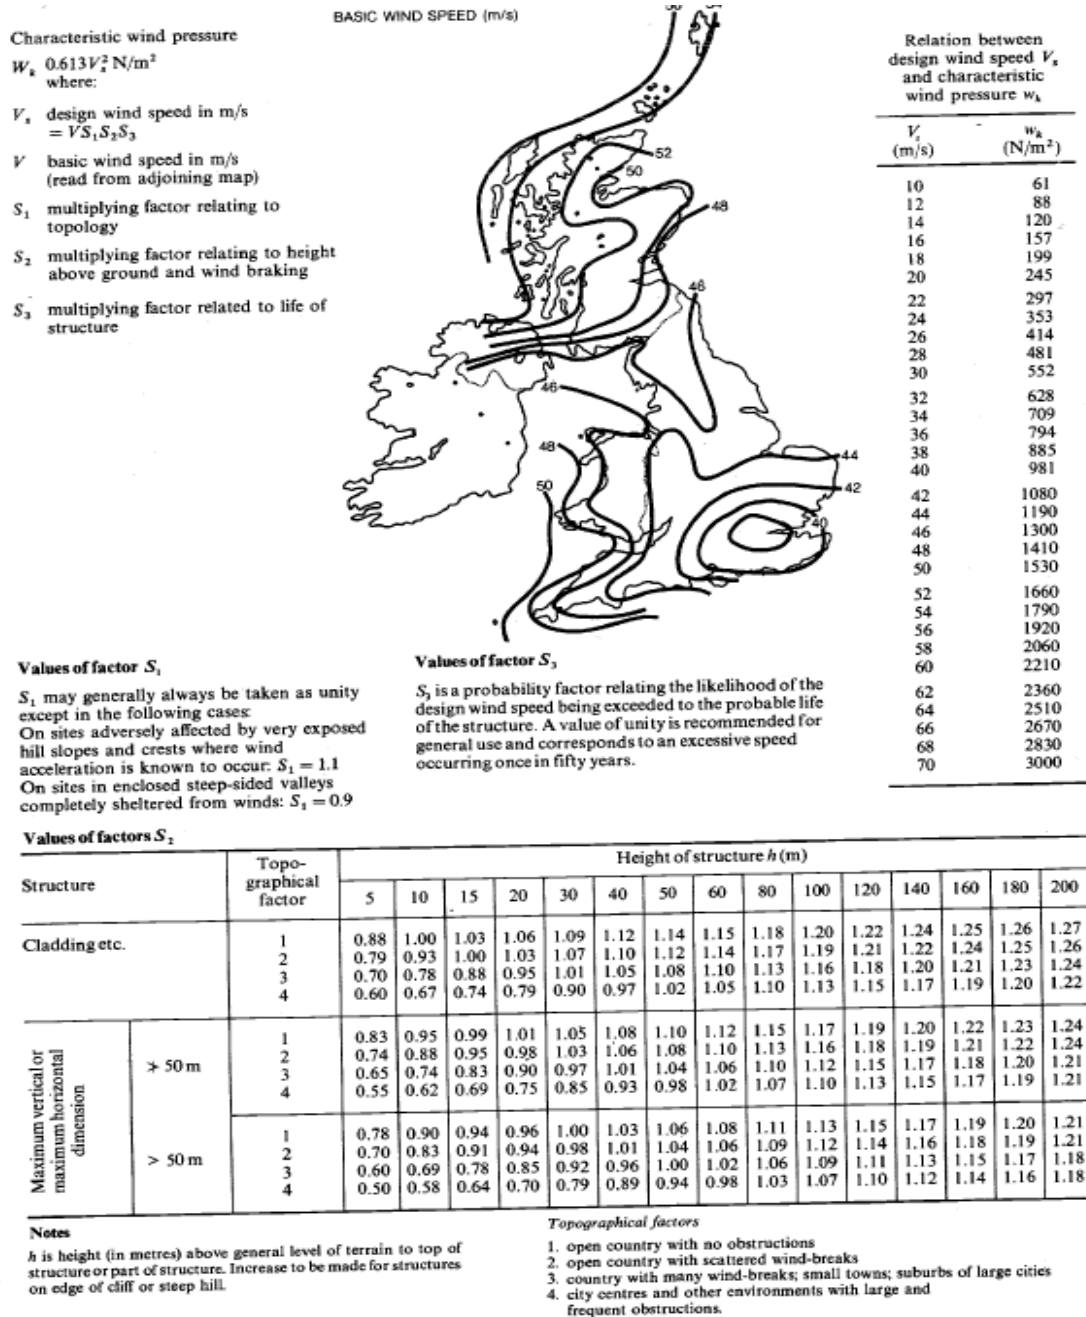 BASIC WIND SPEED (m/s)
Characteristic wind pressure
Wₖ 0.613Vₛ² N/m²
where:
Vₛ design wind speed in m/s
= VS₁S₂S₃
V basic wind speed in m/s
(read from adjoining map)
S₁ multiplying factor relating to
topology
S₂ multiplying factor relating to height
above ground and wind braking
S₃ multiplying factor related to life of
structure
52
50
48
46
46
48
50
44
42
40
Relation between
design wind speed Vₛ
and characteristic
wind pressure wₖ
Vₛ wₖ
(m/s) (N/m²)
10 61
12 88
14 120
16 157
18 199
20 245
22 297
24 353
26 414
28 481
30 552
32 628
34 709
36 794
38 885
40 981
42 1080
44 1190
46 1300
48 1410
50 1530
52 1660
54 1790
56 1920
58 2060
60 2210
62 2360
64 2510
66 2670
68 2830
70 3000
Values of factor S₁
S₁ may generally always be taken as unity
except in the following cases:
On sites adversely affected by very exposed
hill slopes and crests where wind
acceleration is known to occur: S₁ = 1.1
On sites in enclosed steep-sided valleys
completely sheltered from winds: S₁ = 0.9
Values of factor S₃
S₃ is a probability factor relating the likelihood of the
design wind speed being exceeded to the probable life
of the structure. A value of unity is recommended for
general use and corresponds to an excessive speed
occurring once in fifty years.
Values of factors S₂
Structure Topo-graphical factor Height of structure h (m)
5 10 15 20 30 40 50 60 80 100 120 140 160 180 200
Cladding etc. 1 0.88 1.00 1.03 1.06 1.09 1.12 1.14 1.15 1.18 1.20 1.22 1.24 1.25 1.26 1.27
2 0.79 0.93 1.00 1.03 1.07 1.10 1.12 1.14 1.17 1.19 1.21 1.22 1.24 1.25 1.26
3 0.70 0.78 0.88 0.95 1.01 1.05 1.08 1.10 1.13 1.16 1.18 1.20 1.21 1.23 1.24
4 0.60 0.67 0.74 0.79 0.90 0.97 1.02 1.05 1.10 1.13 1.15 1.17 1.19 1.20 1.22
Maximum vertical or
maximum horizontal
dimension
≯ 50 m 1 0.83 0.95 0.99 1.01 1.05 1.08 1.10 1.12 1.15 1.17 1.19 1.20 1.22 1.23 1.24
2 0.74 0.88 0.95 0.98 1.03 1.06 1.08 1.10 1.13 1.16 1.18 1.19 1.21 1.22 1.24
3 0.65 0.74 0.83 0.90 0.97 1.01 1.04 1.06 1.10 1.12 1.15 1.17 1.18 1.20 1.21
4 0.55 0.62 0.69 0.75 0.85 0.93 0.98 1.02 1.07 1.10 1.13 1.15 1.17 1.19 1.21
> 50 m 1 0.78 0.90 0.94 0.96 1.00 1.03 1.06 1.08 1.11 1.13 1.15 1.17 1.19 1.20 1.21
2 0.70 0.83 0.91 0.94 0.98 1.01 1.04 1.06 1.09 1.12 1.14 1.16 1.18 1.19 1.21
3 0.60 0.69 0.78 0.85 0.92 0.96 1.00 1.02 1.06 1.09 1.11 1.13 1.15 1.17 1.18
4 0.50 0.58 0.64 0.70 0.79 0.89 0.94 0.98 1.03 1.07 1.10 1.12 1.14 1.16 1.18
Notes
h is height (in metres) above general level of terrain to top of
structure or part of structure. Increase to be made for structures
on edge of cliff or steep hill.
Topographical factors
1. open country with no obstructions
2. open country with scattered wind-breaks
3. country with many wind-breaks; small towns; suburbs of large cities
4. city centres and other environments with large and
frequent obstructions.